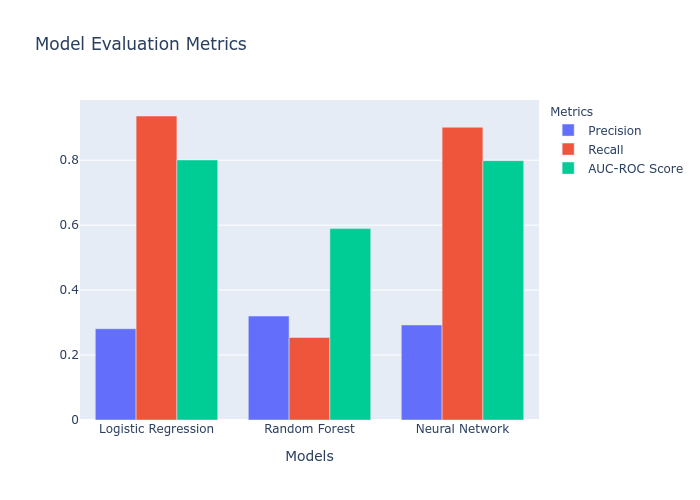 Model Evaluation Metrics
Metrics
Precision
Recall
AUC-ROC Score
0.8
0.6
0.4
0.2
0
Logistic Regression
Random Forest
Neural Network
Models